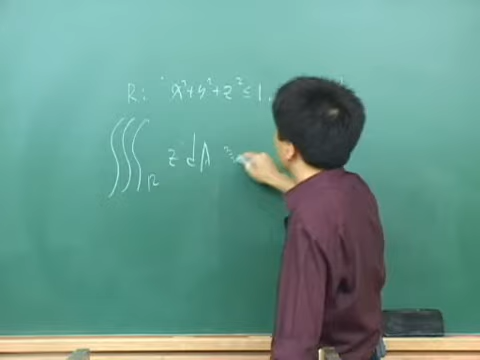 R: x²+y²+z² ≤ 1,
∭_R z dA